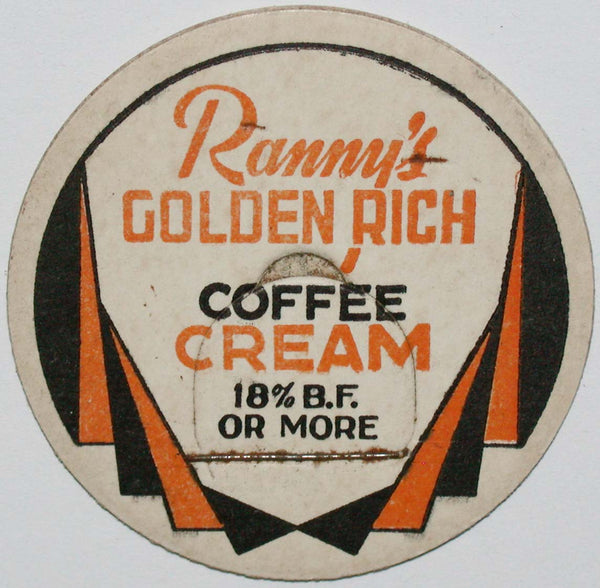 Ranny's
GOLDEN RICH
COFFEE
CREAM
18% B.F.
OR MORE